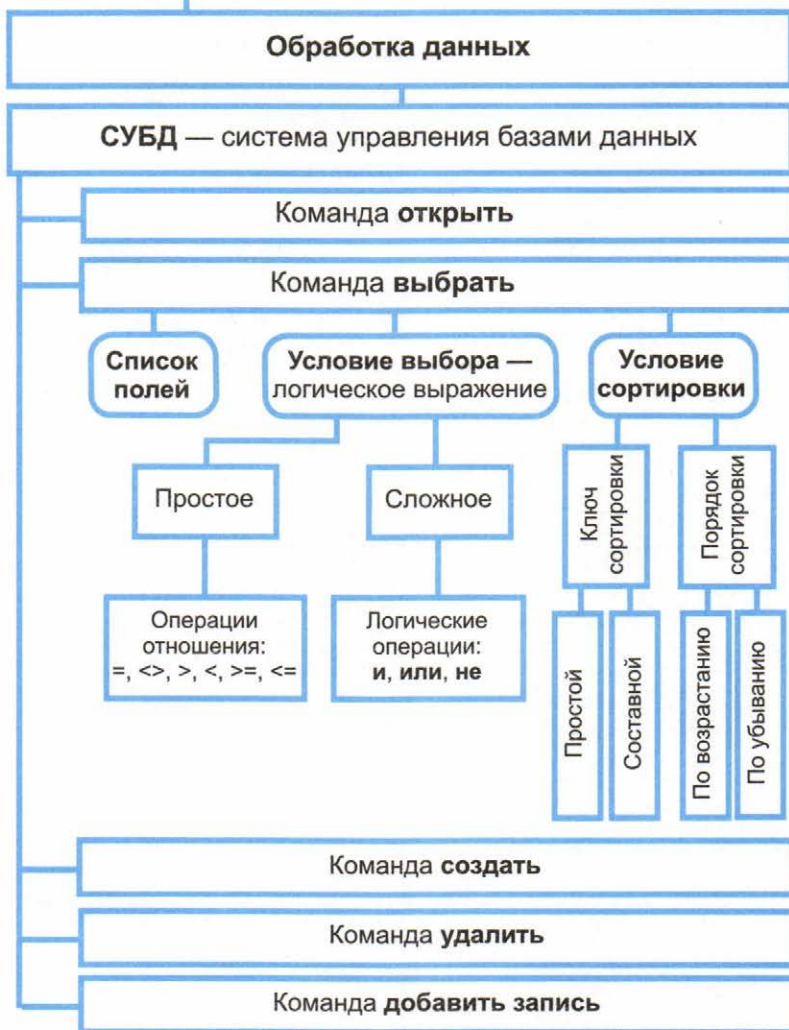 Обработка данных
СУБД — система управления базами данных
Команда открыть
Команда выбрать
Список
полей
Условие выбора —
логическое выражение
Условие
сортировки
Простое
Сложное
Ключ
сортировки
Порядок
сортировки
Операции
отношения:
=, <>, >, <, >=, <=
Логические
операции:
и, или, не
Простой
Составной
По возрастанию
По убыванию
Команда создать
Команда удалить
Команда добавить запись